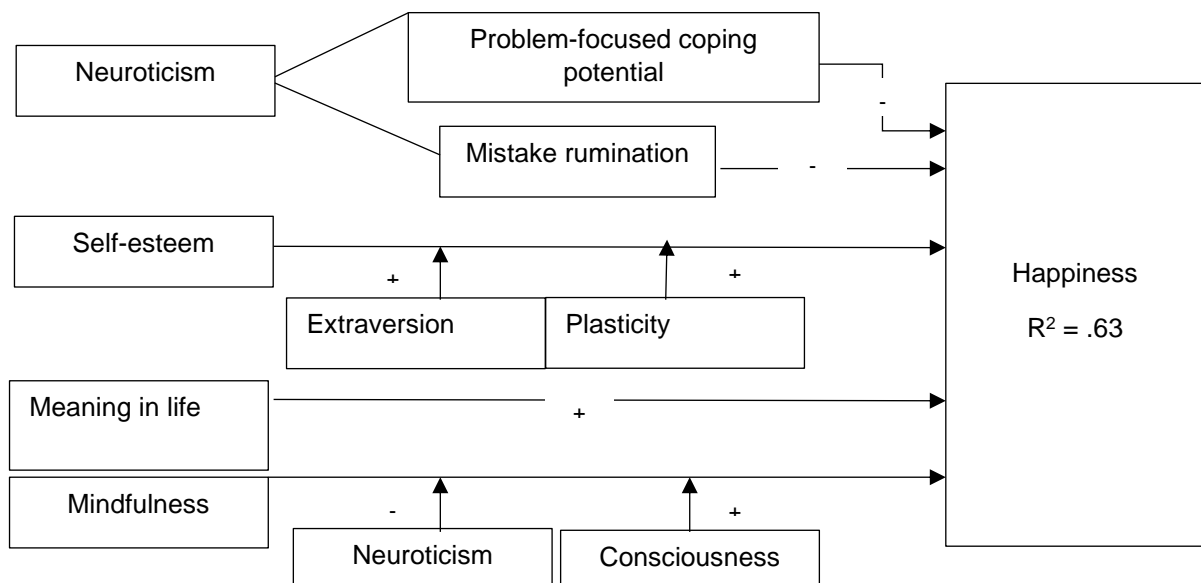 Problem-focused coping
potential
Neuroticism
-
Mistake rumination
-
Self-esteem
+
+
Extraversion
Plasticity
Happiness
R² = .63
Meaning in life
+
Mindfulness
-
+
Neuroticism
Consciousness